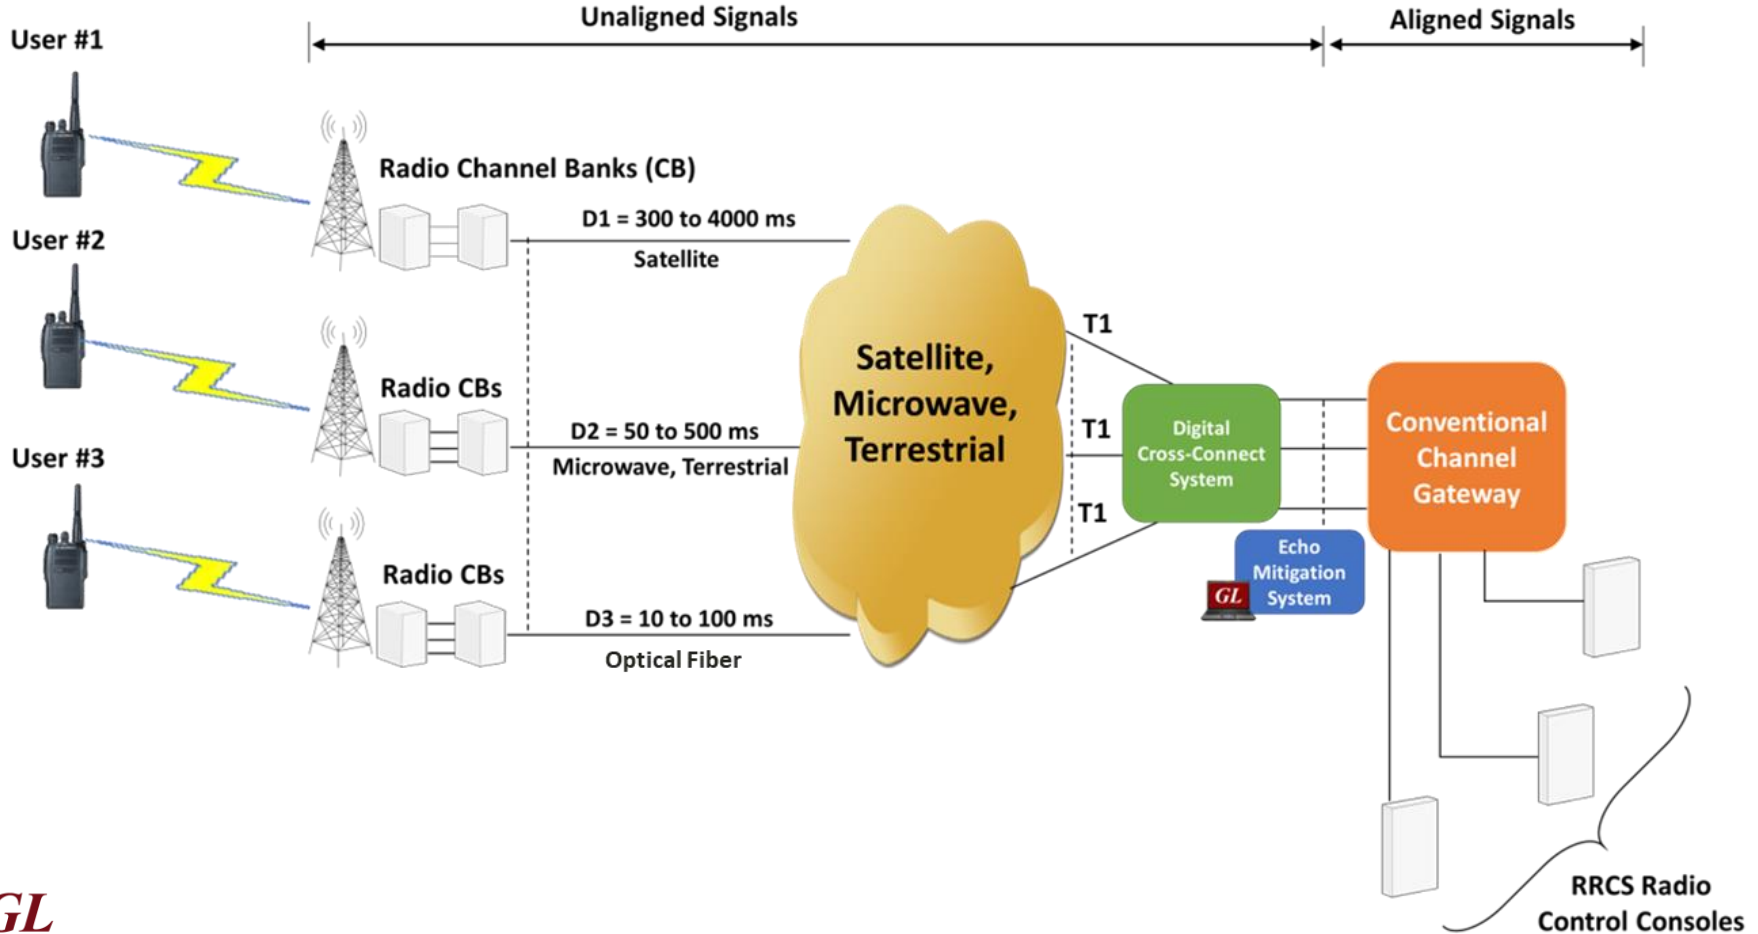 Unaligned Signals
Aligned Signals
User #1
Radio Channel Banks (CB)
D1 = 300 to 4000 ms
Satellite
User #2
Radio CBs
D2 = 50 to 500 ms
Microwave, Terrestrial
User #3
Radio CBs
D3 = 10 to 100 ms
Optical Fiber
Satellite,
Microwave,
Terrestrial
T1
T1
T1
Digital
Cross-Connect
System
Conventional
Channel
Gateway
Echo
Mitigation
System
GL
RRCS Radio
Control Consoles
GL